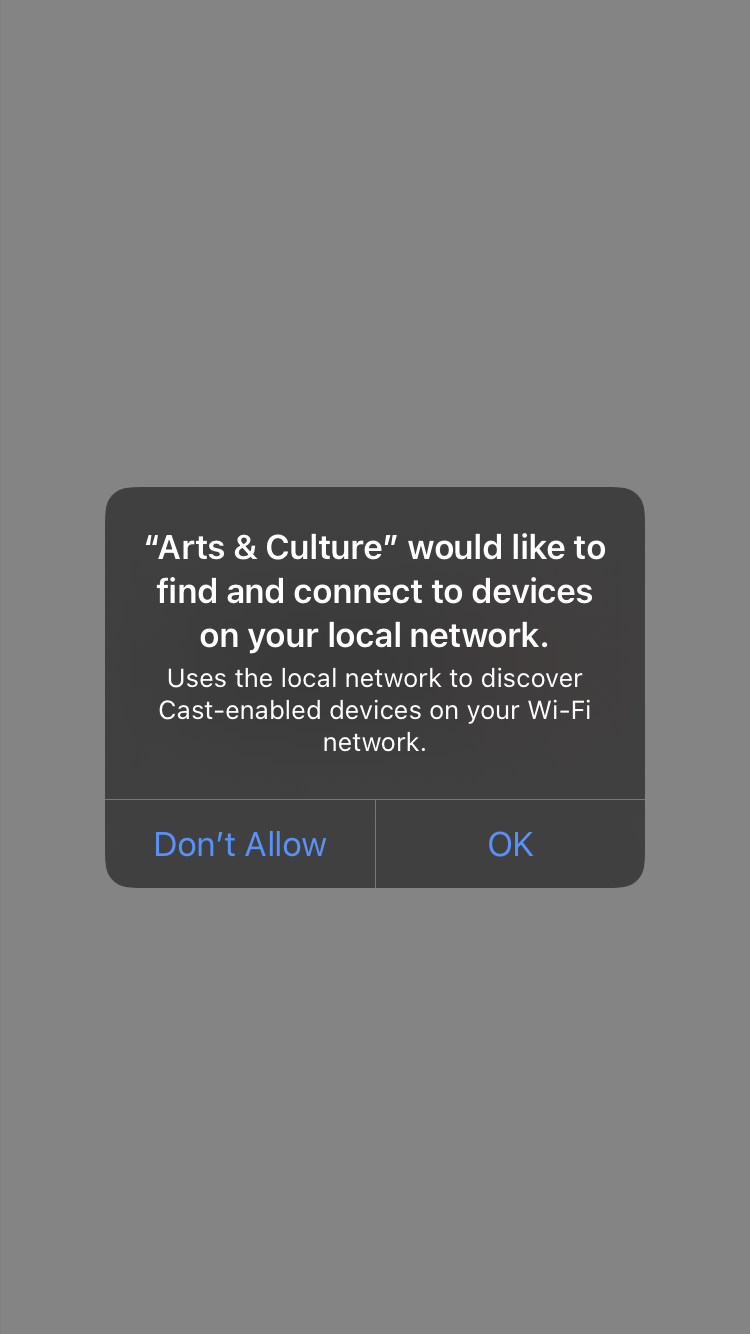 “Arts & Culture” would like to
find and connect to devices
on your local network.
Uses the local network to discover
Cast-enabled devices on your Wi-Fi
network.
Don’t Allow
OK